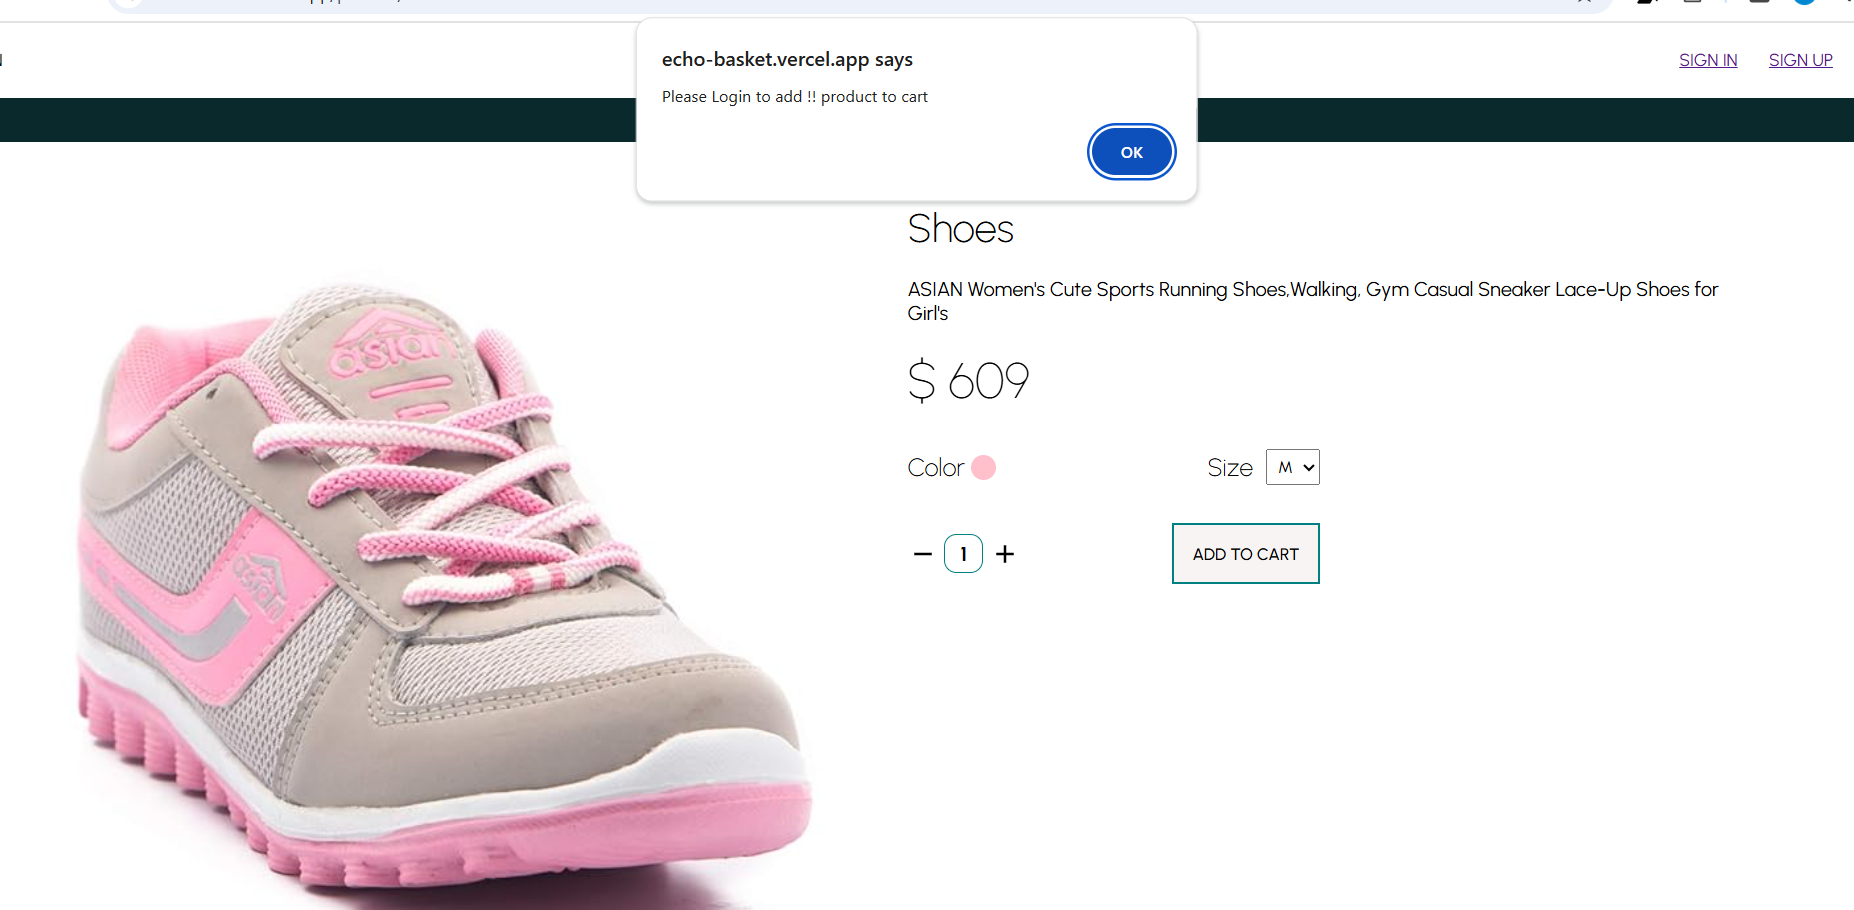 echo-basket.vercel.app says
Please Login to add !! product to cart
OK
SIGN IN
SIGN UP
Shoes
ASIAN Women's Cute Sports Running Shoes,Walking, Gym Casual Sneaker Lace-Up Shoes for
Girl's
$ 609
Color
Size
M
1
ADD TO CART
asian
asian